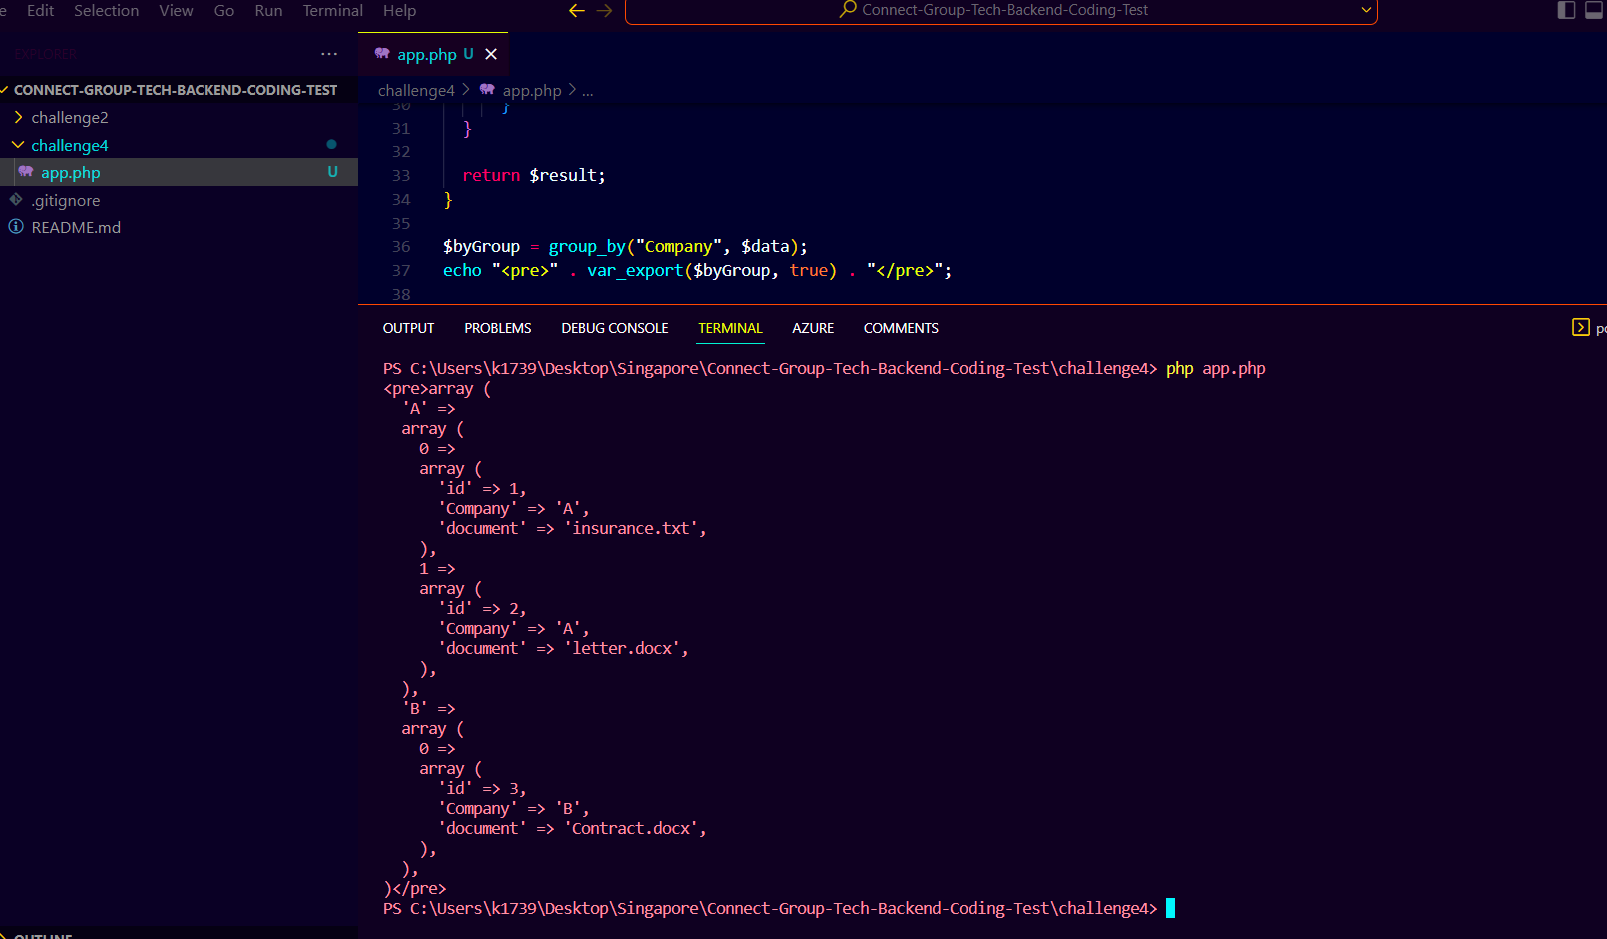 e Edit Selection View Go Run Terminal Help
Connect-Group-Tech-Backend-Coding-Test
EXPLORER
...
CONNECT-GROUP-TECH-BACKEND-CODING-TEST
challenge2
challenge4
app.php U
.gitignore
README.md
OUTLINE
app.php U
challenge4 > app.php > ...
30 }
31 }
32
33 return $result;
34 }
35
36 $byGroup = group_by("Company", $data);
37 echo "<pre>" . var_export($byGroup, true) . "</pre>";
38
OUTPUT PROBLEMS DEBUG CONSOLE TERMINAL AZURE COMMENTS
po
PS C:\Users\k1739\Desktop\Singapore\Connect-Group-Tech-Backend-Coding-Test\challenge4> php app.php
<pre>array (
'A' =>
array (
0 =>
array (
'id' => 1,
'Company' => 'A',
'document' => 'insurance.txt',
),
1 =>
array (
'id' => 2,
'Company' => 'A',
'document' => 'letter.docx',
),
),
'B' =>
array (
0 =>
array (
'id' => 3,
'Company' => 'B',
'document' => 'Contract.docx',
),
),
)</pre>
PS C:\Users\k1739\Desktop\Singapore\Connect-Group-Tech-Backend-Coding-Test\challenge4>